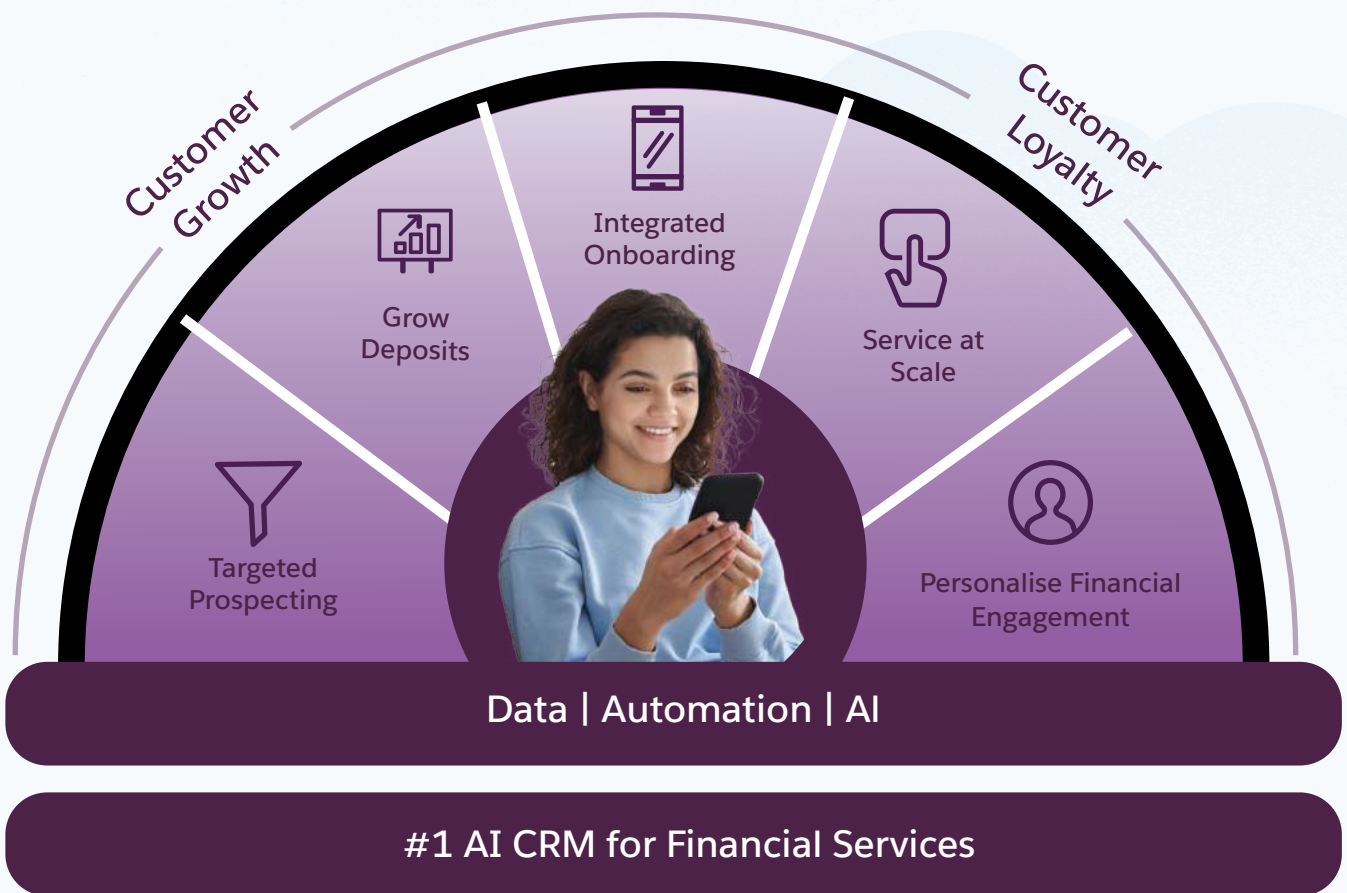 Customer
Growth
Customer
Loyalty
Integrated
Onboarding
Grow
Deposits
Service at
Scale
Targeted
Prospecting
Personalise Financial
Engagement
Data | Automation | AI
#1 AI CRM for Financial Services